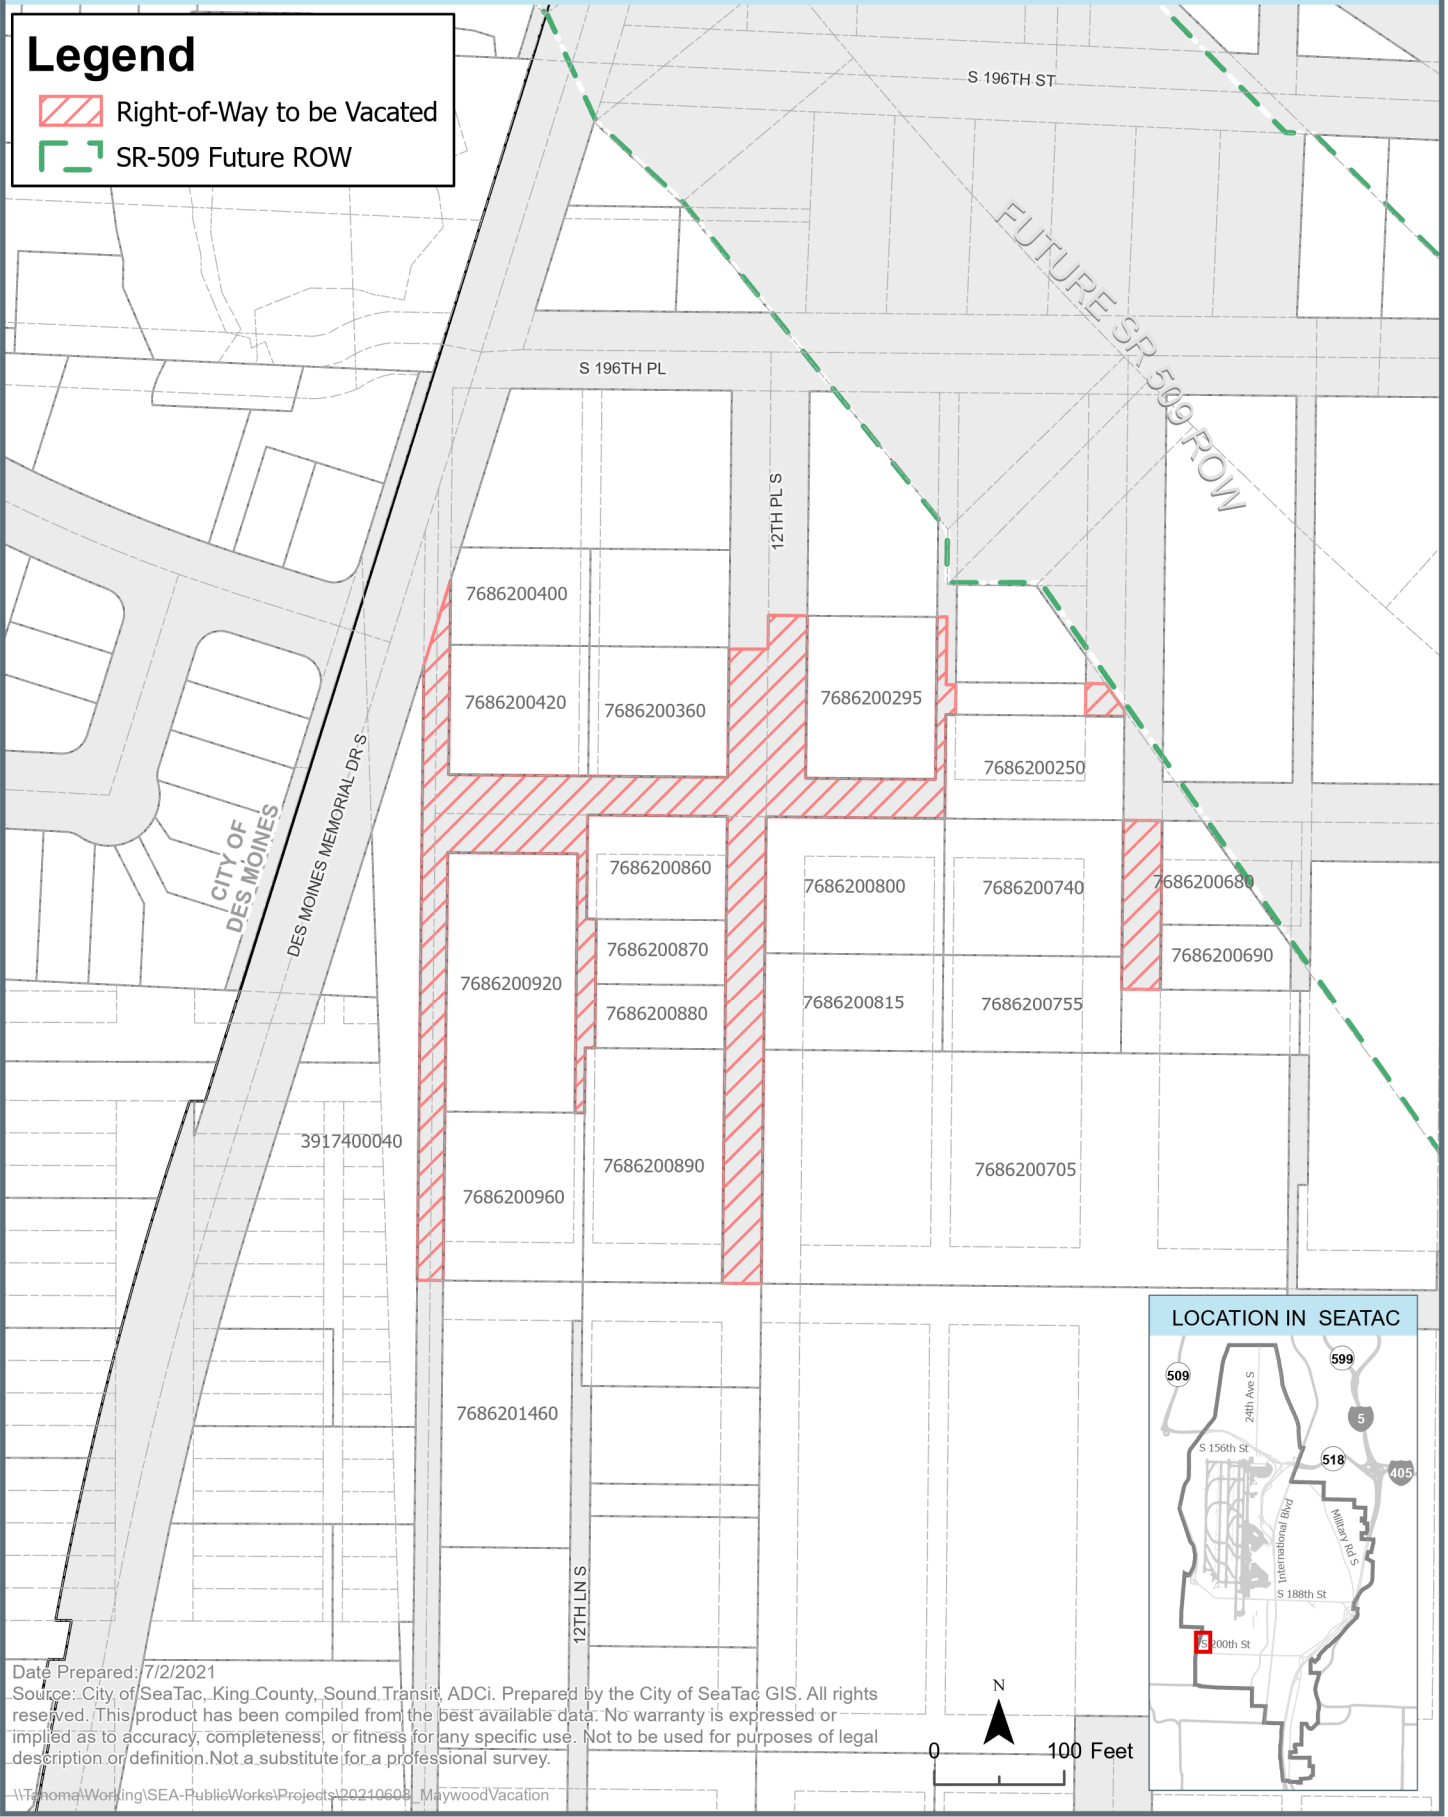 Legend
Right-of-Way to be Vacated
SR-509 Future ROW
S 196TH ST
FUTURE SR 509 ROW
S 196TH PL
12TH PL S
7686200400
7686200420
7686200360
7686200295
7686200250
DES MOINES MEMORIAL DR S
CITY OF
DES MOINES
7686200860
7686200800
7686200740
7686200680
7686200870
7686200690
7686200920
7686200880
7686200815
7686200755
3917400040
7686200890
7686200705
7686200960
7686201460
12TH LN S
LOCATION IN SEATAC
509
599
24th Ave S
5
S 156th St
518
405
International Blvd
Military Rd S
S 188th St
S 200th St
Date Prepared: 7/2/2021
Source: City of SeaTac, King County, Sound Transit, ADCi. Prepared by the City of SeaTac GIS. All rights
reserved. This product has been compiled from the best available data. No warranty is expressed or
implied as to accuracy, completeness, or fitness for any specific use. Not to be used for purposes of legal
description or definition.Not a substitute for a professional survey.
\\Tahoma\Working\SEA-PublicWorks\Projects\20210608_MaywoodVacation
N
0 100 Feet